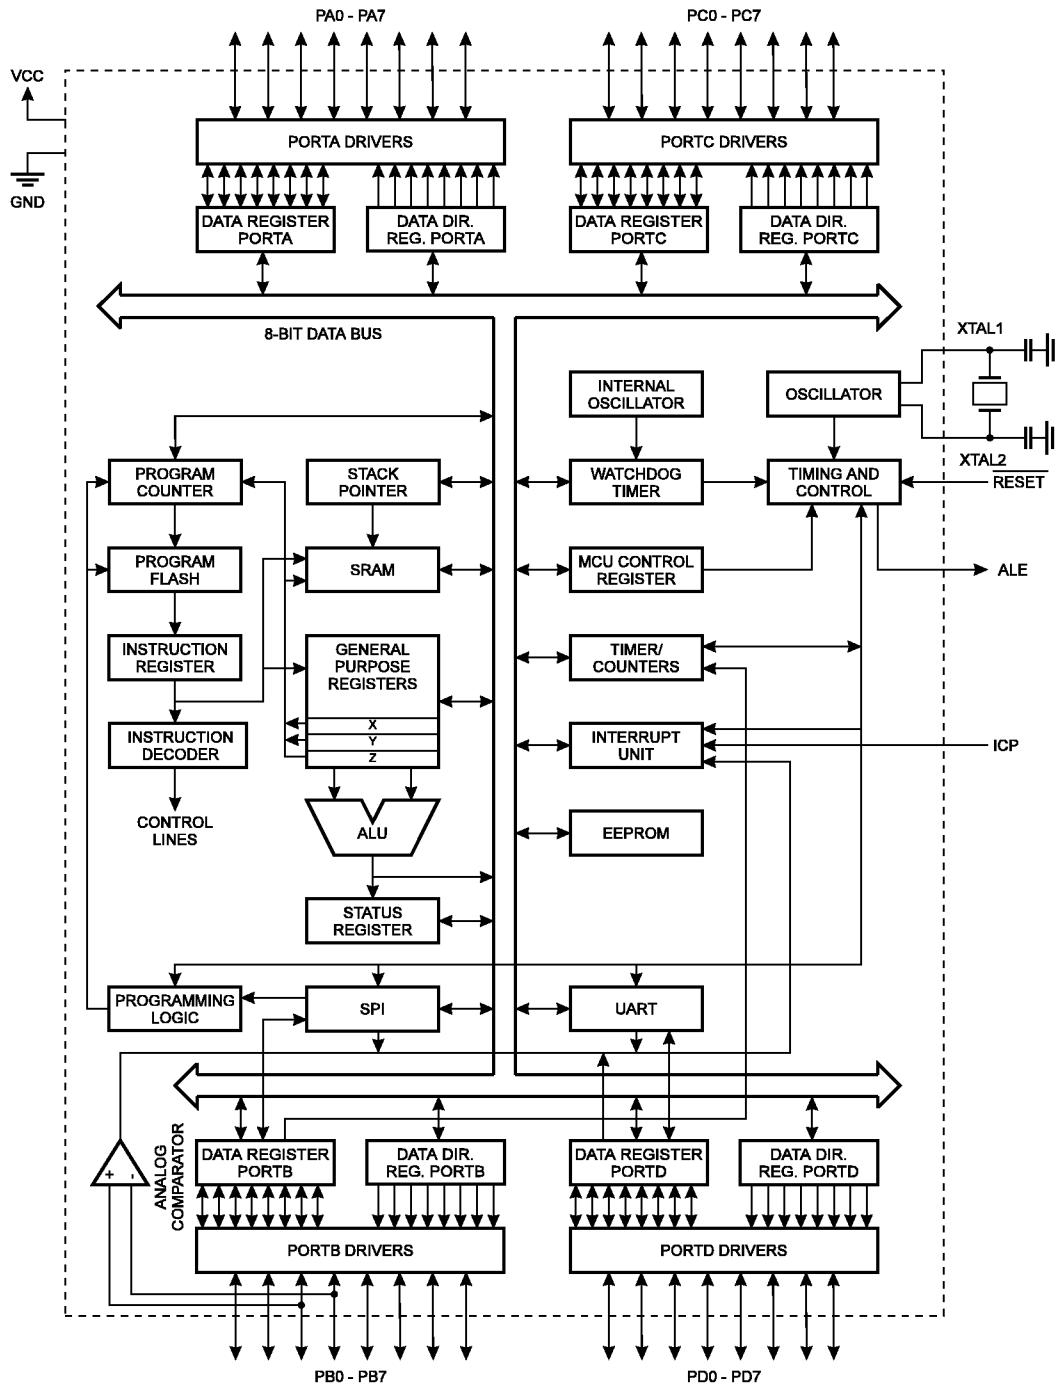 PA0 - PA7
PC0 - PC7
VCC
GND
PORTA DRIVERS
PORTC DRIVERS
DATA REGISTER
PORTA
DATA DIR.
REG. PORTA
DATA REGISTER
PORTC
DATA DIR.
REG. PORTC
8-BIT DATA BUS
XTAL1
INTERNAL
OSCILLATOR
OSCILLATOR
XTAL2
PROGRAM
COUNTER
STACK
POINTER
WATCHDOG
TIMER
TIMING AND
CONTROL
RESET
PROGRAM
FLASH
SRAM
MCU CONTROL
REGISTER
ALE
INSTRUCTION
REGISTER
GENERAL
PURPOSE
REGISTERS
X
Y
Z
TIMER/
COUNTERS
INSTRUCTION
DECODER
INTERRUPT
UNIT
ICP
CONTROL
LINES
ALU
EEPROM
STATUS
REGISTER
PROGRAMMING
LOGIC
SPI
UART
+
-
ANALOG
COMPARATOR
DATA REGISTER
PORTB
DATA DIR.
REG. PORTB
DATA REGISTER
PORTD
DATA DIR.
REG. PORTD
PORTB DRIVERS
PORTD DRIVERS
PB0 - PB7
PD0 - PD7